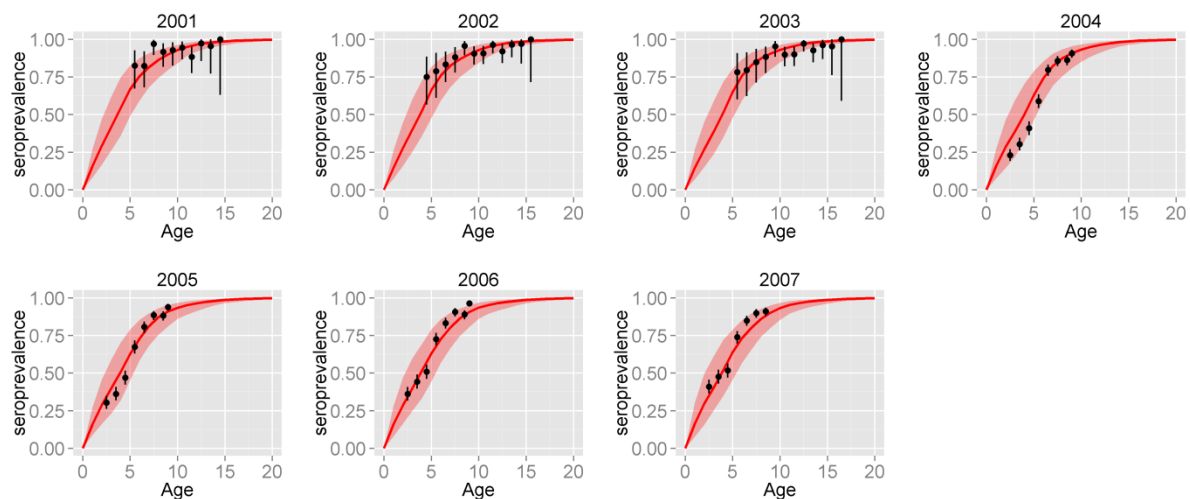 2001 2002 2003 2004
seroprevalence seroprevalence seroprevalence seroprevalence
1.00 1.00 1.00 1.00
0.75 0.75 0.75 0.75
0.50 0.50 0.50 0.50
0.25 0.25 0.25 0.25
0.00 0.00 0.00 0.00
0 5 10 15 20 0 5 10 15 20 0 5 10 15 20 0 5 10 15 20
Age Age Age Age
2005 2006 2007
seroprevalence seroprevalence seroprevalence
1.00 1.00 1.00
0.75 0.75 0.75
0.50 0.50 0.50
0.25 0.25 0.25
0.00 0.00 0.00
0 5 10 15 20 0 5 10 15 20 0 5 10 15 20
Age Age Age